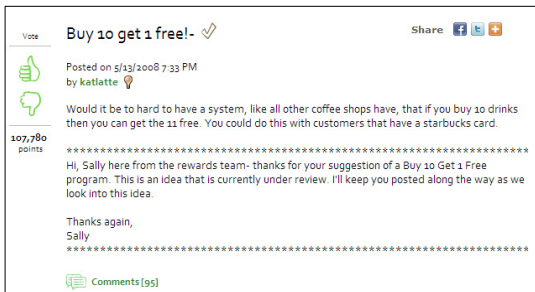 Vote
Buy 10 get 1 free!-
Share
Posted on 5/13/2008 7:33 PM
by katlatte
107,780
points
Would it be to hard to have a system, like all other coffee shops have, that if you buy 10 drinks
then you can get the 11 free. You could do this with customers that have a starbucks card.
*********************************************************************
Hi, Sally here from the rewards team- thanks for your suggestion of a Buy 10 Get 1 Free
program. This is an idea that is currently under review. I'll keep you posted along the way as we
look into this idea.
Thanks again,
Sally
*********************************************************************
Comments [95]